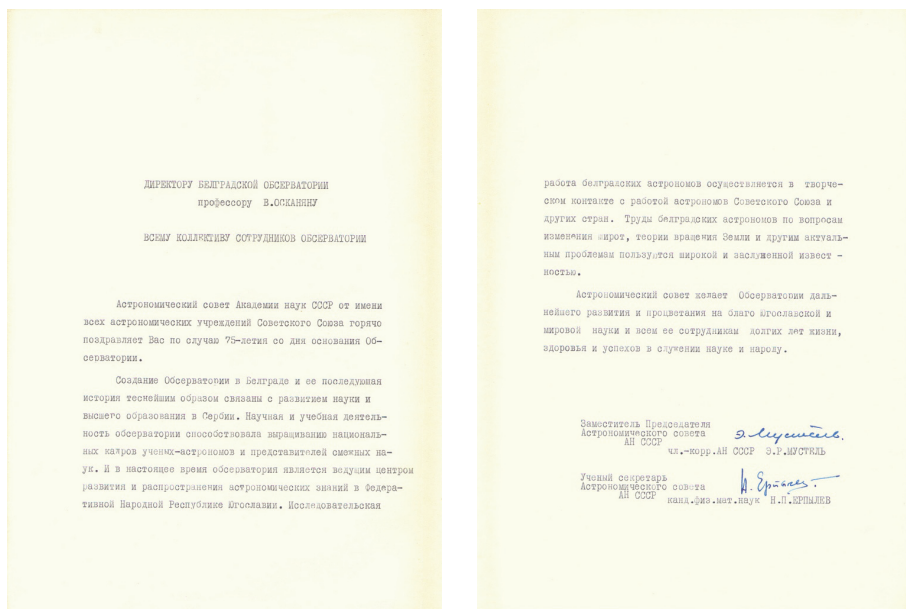 ДИРЕКТОРУ БЕЛГРАДСКОЙ ОБСЕРВАТОРИИ
профессору В.ОСКАНЯНУ
ВСЕМУ КОЛЛЕКТИВУ СОТРУДНИКОВ ОБСЕРВАТОРИИ
Астрономический совет Академии наук СССР от имени
всех астрономических учреждений Советского Союза горячо
поздравляет Вас по случаю 75-летия со дня основания Об-
серватории.
Создание Обсерватории в Белграде и ее последующая
история теснейшим образом связаны с развитием науки и
высшего образования в Сербии. Научная и учебная деятель-
ность обсерватории способствовала выращиванию националь-
ных кадров ученых-астрономов и представителей смежных на-
ук. И в настоящее время обсерватория является ведущим центром
развития и распространения астрономических знаний в Федера-
тивной Народной Республике Югославии. Исследовательская
работа белградских астрономов осуществляется в творче-
ском контакте с работой астрономов Советского Союза и
других стран. Труды белградских астрономов по вопросам
изменения широт, теории вращения Земли и другим актуаль-
ным проблемам пользуются широкой и заслуженной извест -
ностью.
Астрономический совет желает Обсерватории даль-
нейшего развития и процветания на благо Югославской и
мировой науки и всем ее сотрудникам долгих лет жизни,
здоровья и успехов в служении науке и народу.
Заместитель Председателя
Астрономического совета
АН СССР
Э. Мустель
чл.-корр.АН СССР Э.Р.МУСТЕЛЬ
Ученый секретарь
Астрономического совета
АН СССР
Н. Ерпылев
канд.физ.мат.наук Н.П.ЕРПЫЛЕВ